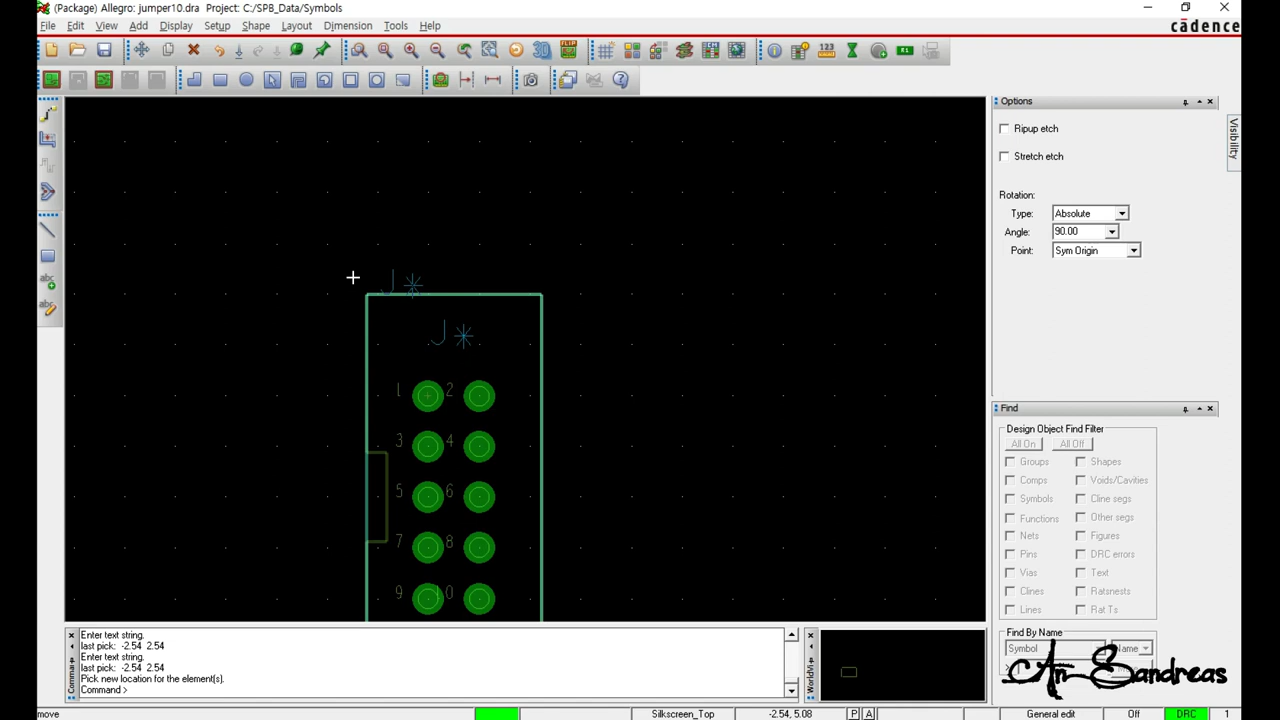 (Package) Allegro: jumper10.dra Project: C:/SPB_Data/Symbols
File Edit View Add Display Setup Shape Layout Dimension Tools Help
cādence
Options
Ripup etch
Stretch etch
Rotation:
Type: Absolute
Angle: 90.00
Point: Sym Origin
Visibility
J*
J*
1 2
3 4
5 6
7 8
9 10
Find
Design Object Find Filter
All On All Off
Groups Shapes
Comps Voids/Cavities
Symbols Cline segs
Functions Other segs
Nets Figures
Pins DRC errors
Vias Text
Clines Ratsnests
Lines Rat Ts
Find By Name
Symbol Name
An Sandreas
Enter text string.
last pick: -2.54 2.54
Enter text string.
last pick: -2.54 2.54
Pick new location for the element(s).
Command >
move Silkscreen_Top -2.54, 5.08 P A General edit Off DRC 1